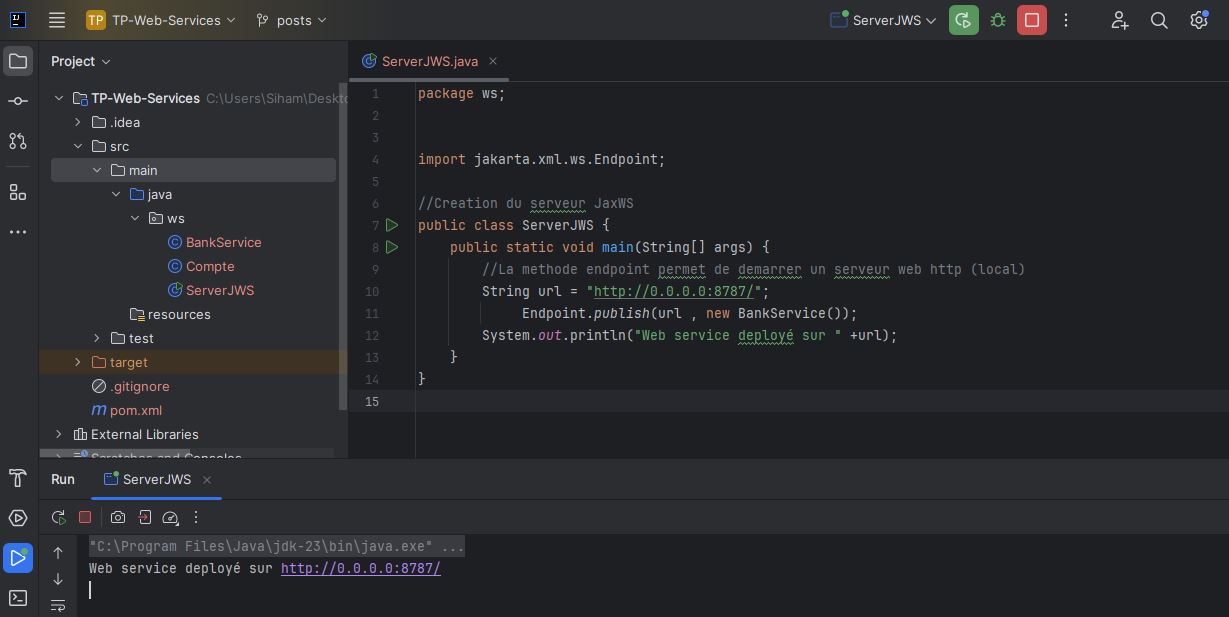 TP TP-Web-Services posts ServerJWS
Project ServerJWS.java
TP-Web-Services C:\Users\Siham\Deskto
.idea
src
main
java
ws
BankService
Compte
ServerJWS
resources
test
target
.gitignore
pom.xml
External Libraries
Scratches and Consoles
1 package ws;
2
3
4 import jakarta.xml.ws.Endpoint;
5
6 //Creation du serveur JaxWS
7 public class ServerJWS {
8 public static void main(String[] args) {
9 //La methode endpoint permet de demarrer un serveur web http (local)
10 String url = "http://0.0.0.0:8787/";
11 Endpoint.publish(url , new BankService());
12 System.out.println("Web service deployé sur " +url);
13 }
14 }
15
Run ServerJWS
"C:\Program Files\Java\jdk-23\bin\java.exe" ...
Web service deployé sur http://0.0.0.0:8787/